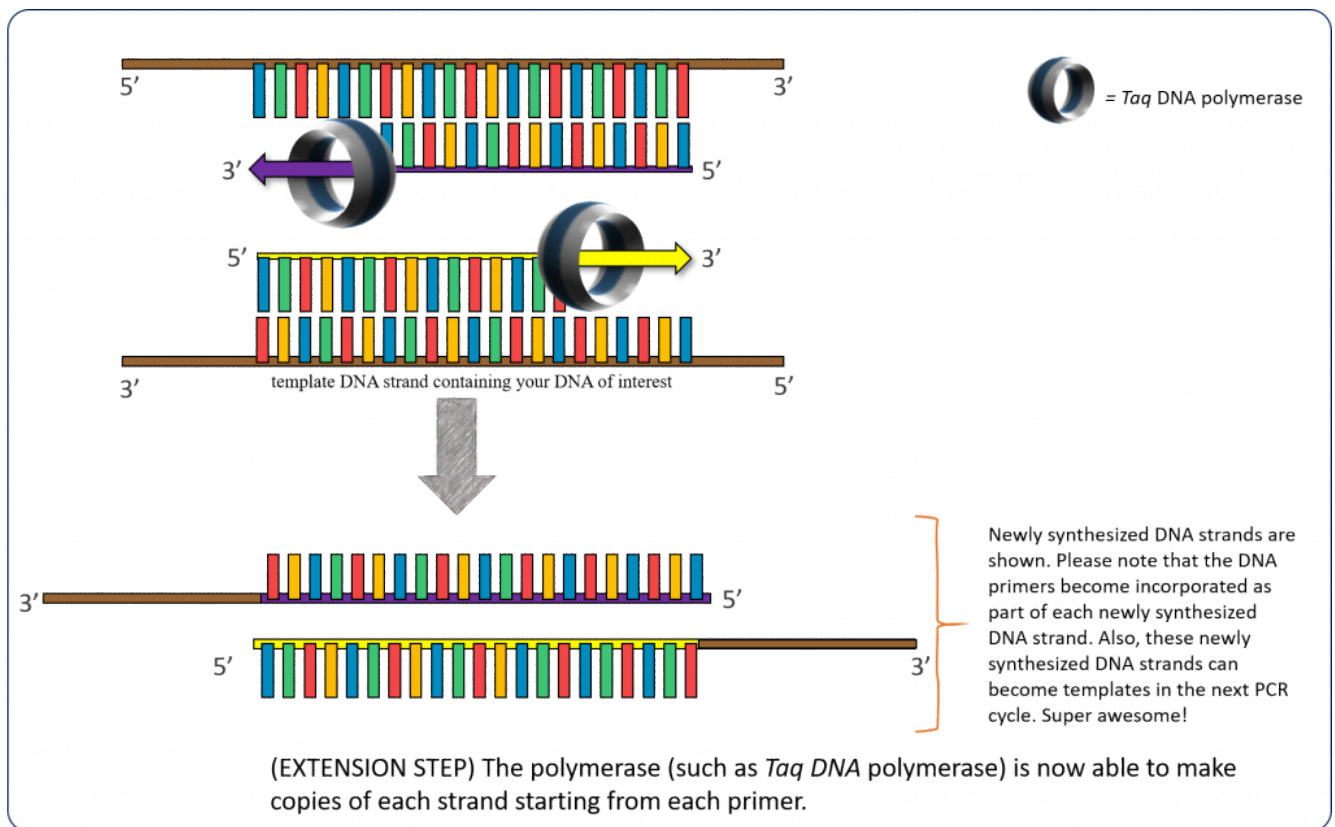 5’
3’
= Taq DNA polymerase
3’
5’
5’
3’
3’
template DNA strand containing your DNA of interest
5’
3’
5’
5’
3’
Newly synthesized DNA strands are
shown. Please note that the DNA
primers become incorporated as
part of each newly synthesized
DNA strand. Also, these newly
synthesized DNA strands can
become templates in the next PCR
cycle. Super awesome!
(EXTENSION STEP) The polymerase (such as Taq DNA polymerase) is now able to make
copies of each strand starting from each primer.